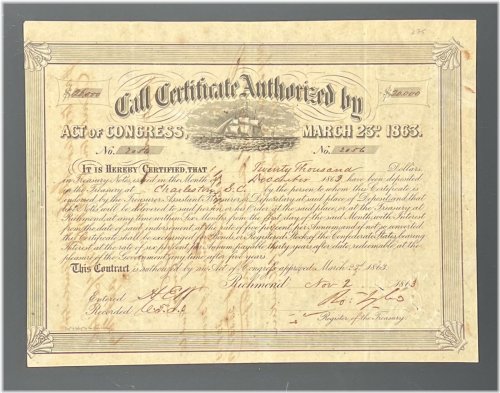 275
$20,000 $20,000
Call Certificate Authorized by
ACT OF CONGRESS, MARCH 23D 1863.
No. 2056 No. 2056
IT IS HEREBY CERTIFIED, THAT Twenty Thousand Dollars
in Treasury Notes, issued in the Month of December 1863, have been deposited
in the Treasury at Charleston, S.C. by the person to whom this Certificate is
endorsed by the Treasurer, Assistant Treasurer, or Depositary at said place of Deposit, and that
like Notes will be returned to said person or his order, at the said place, or at the Treasury at
Richmond, at any time within Six Months from the first day of the said Month, with Interest
from the date of said endorsement at the rate of five per cent per Annum, and if not so converted,
this Certificate shall be exchanged for Bonds, or Registered Stock, of the Confederate States, bearing
Interest at the rate of six per cent per Annum, payable thirty years after date, redeemable at the
pleasure of the Government any time after five years.
This Contract is authorized by an Act of Congress approved March 23d 1863.
Richmond, Nov 2 1863
Entered
Recorded
Ro: Tyler
Register of the Treasury.